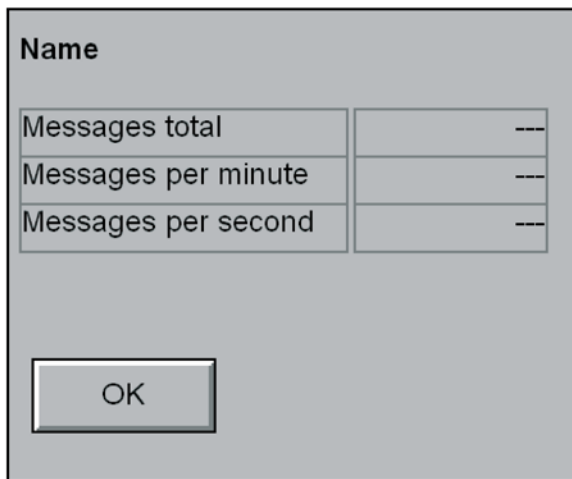 Name
Messages total ---
Messages per minute ---
Messages per second ---
OK